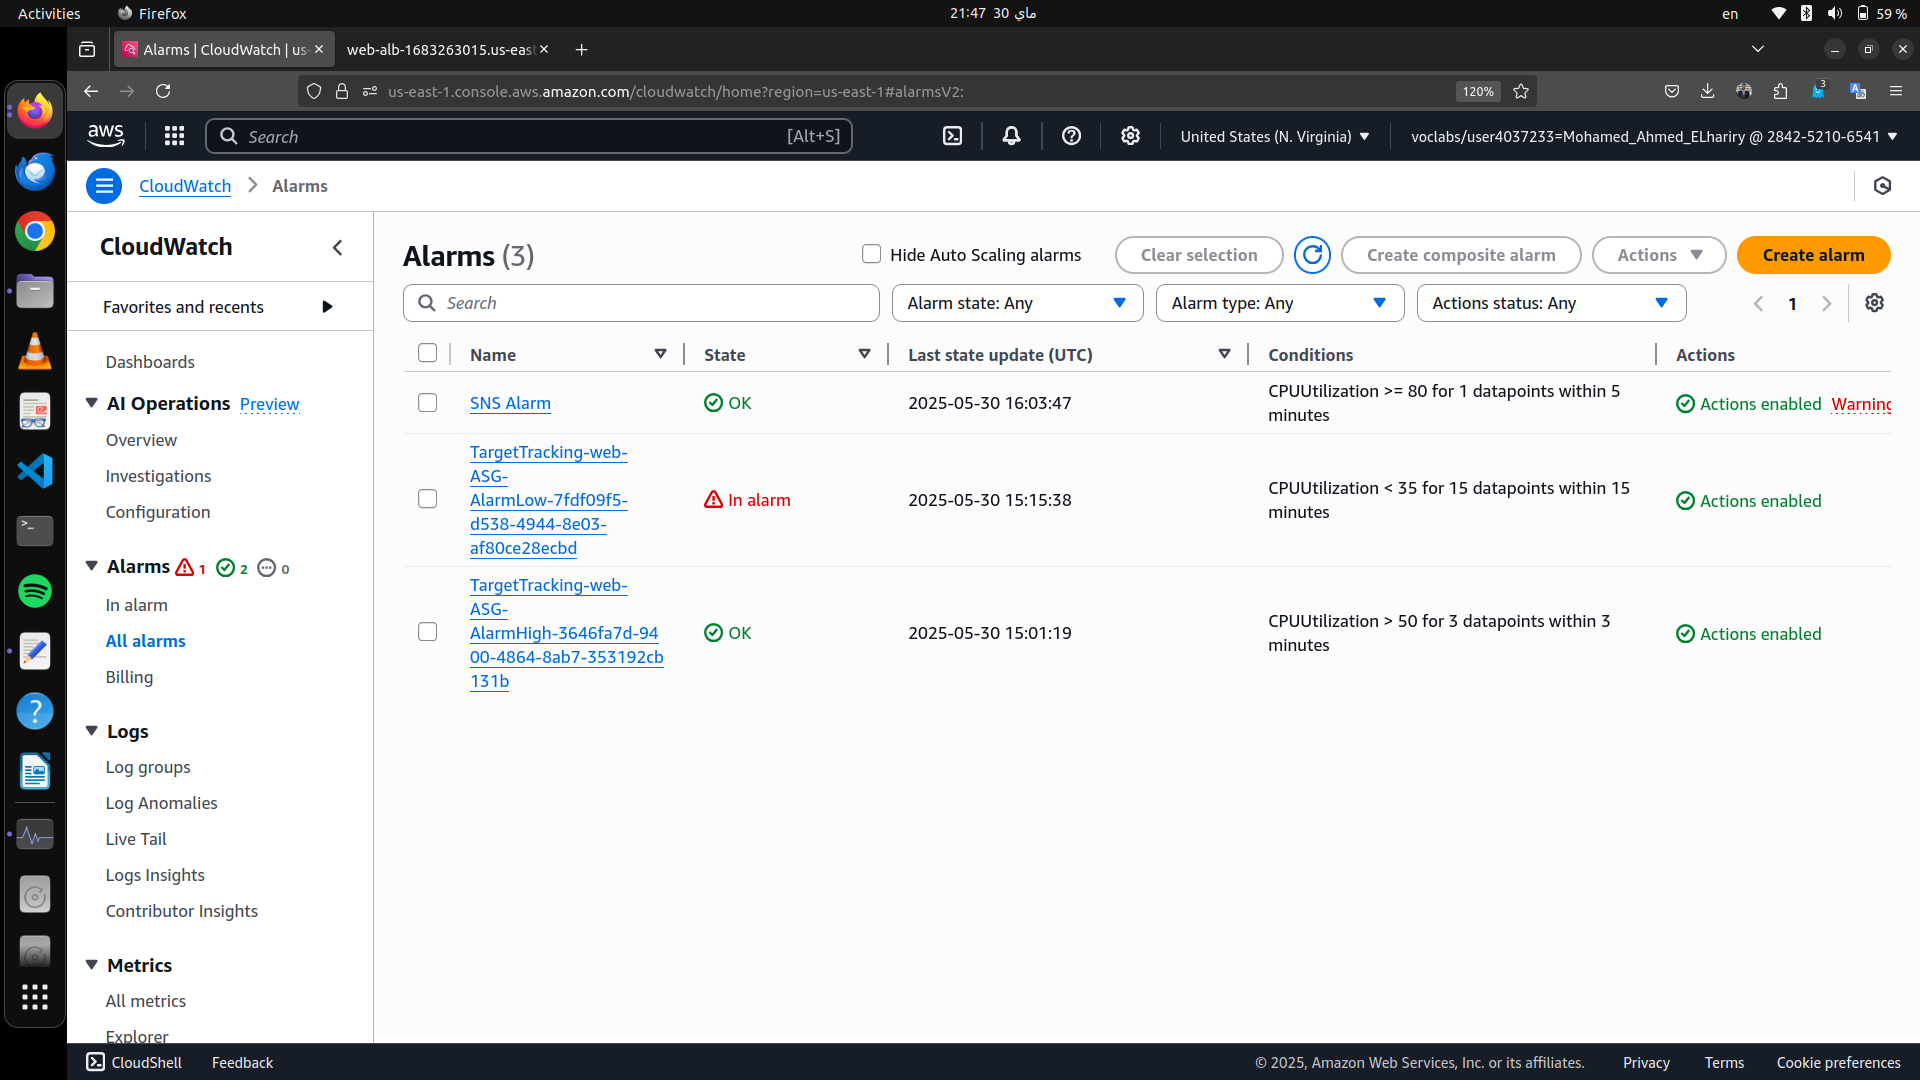 Activities
Firefox
21:47 30 ماي
en
59 %
Alarms | CloudWatch | us-
web-alb-1683263015.us-eas
us-east-1.console.aws.amazon.com/cloudwatch/home?region=us-east-1#alarmsV2:
120%
3
aws
Search
[Alt+S]
United States (N. Virginia)
voclabs/user4037233=Mohamed_Ahmed_ELhariry @ 2842-5210-6541
CloudWatch
Alarms
CloudWatch
Favorites and recents
Dashboards
AI Operations Preview
Overview
Investigations
Configuration
Alarms 1 2 0
In alarm
All alarms
Billing
Logs
Log groups
Log Anomalies
Live Tail
Logs Insights
Contributor Insights
Metrics
All metrics
Explorer
Alarms (3)
Hide Auto Scaling alarms
Clear selection
Create composite alarm
Actions
Create alarm
Search
Alarm state: Any
Alarm type: Any
Actions status: Any
1
Name
State
Last state update (UTC)
Conditions
Actions
SNS Alarm
OK
2025-05-30 16:03:47
CPUUtilization >= 80 for 1 datapoints within 5
minutes
Actions enabled
Warning
TargetTracking-web-
ASG-
AlarmLow-7fdf09f5-
d538-4944-8e03-
af80ce28ecbd
In alarm
2025-05-30 15:15:38
CPUUtilization < 35 for 15 datapoints within 15
minutes
Actions enabled
TargetTracking-web-
ASG-
AlarmHigh-3646fa7d-94
00-4864-8ab7-353192cb
131b
OK
2025-05-30 15:01:19
CPUUtilization > 50 for 3 datapoints within 3
minutes
Actions enabled
CloudShell
Feedback
© 2025, Amazon Web Services, Inc. or its affiliates.
Privacy
Terms
Cookie preferences